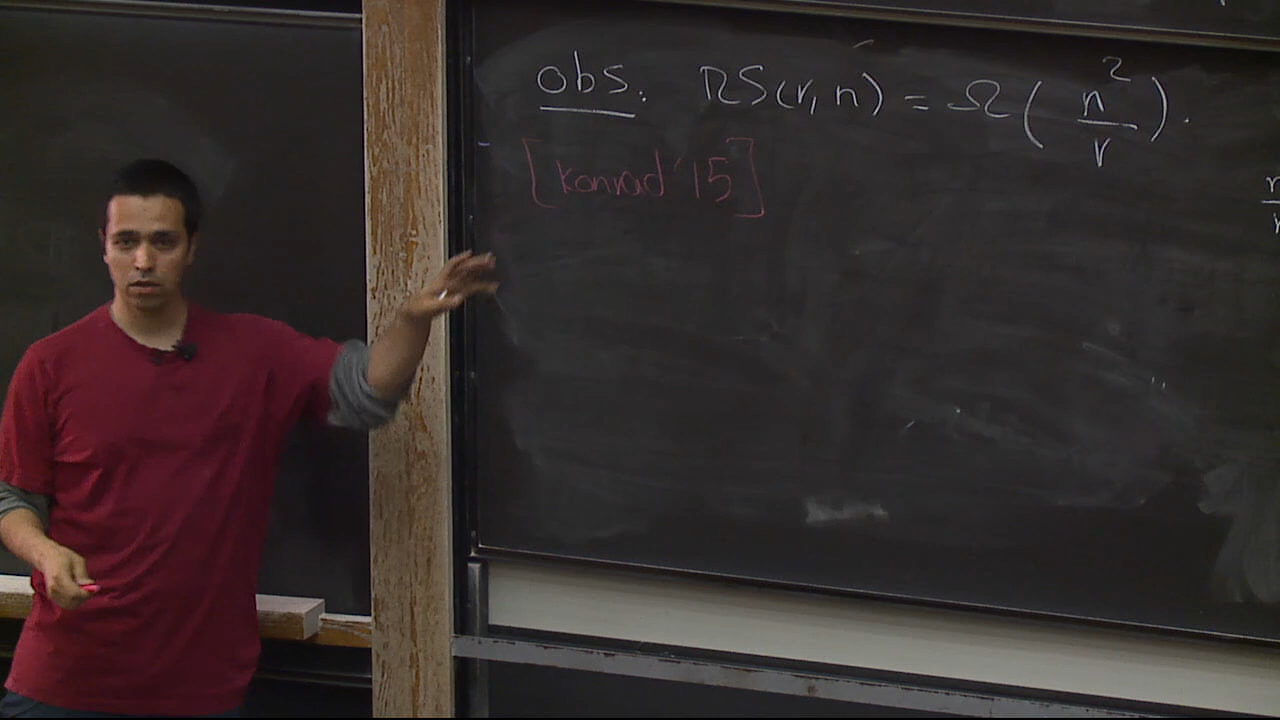 obs: RS(r,n) = Ω(n²/r).
[Konrad '15]